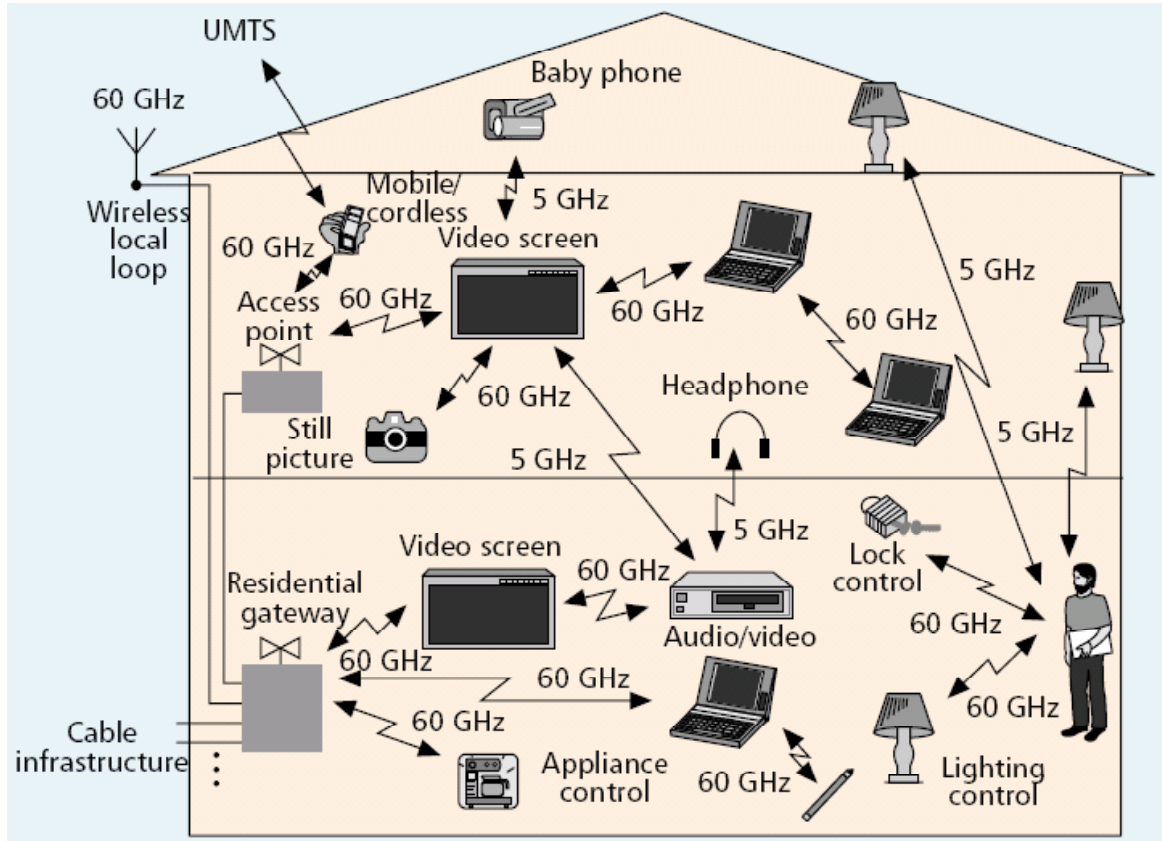 UMTS
60 GHz
Baby phone
Wireless
local
loop
Mobile/
cordless
5 GHz
60 GHz
Video screen
Access
point
60 GHz
60 GHz
5 GHz
60 GHz
60 GHz
Headphone
Still
picture
5 GHz
5 GHz
5 GHz
Video screen
Lock
control
Residential
gateway
60 GHz
60 GHz
Audio/video
60 GHz
60 GHz
60 GHz
60 GHz
Cable
infrastructure
Appliance
control
60 GHz
Lighting
control